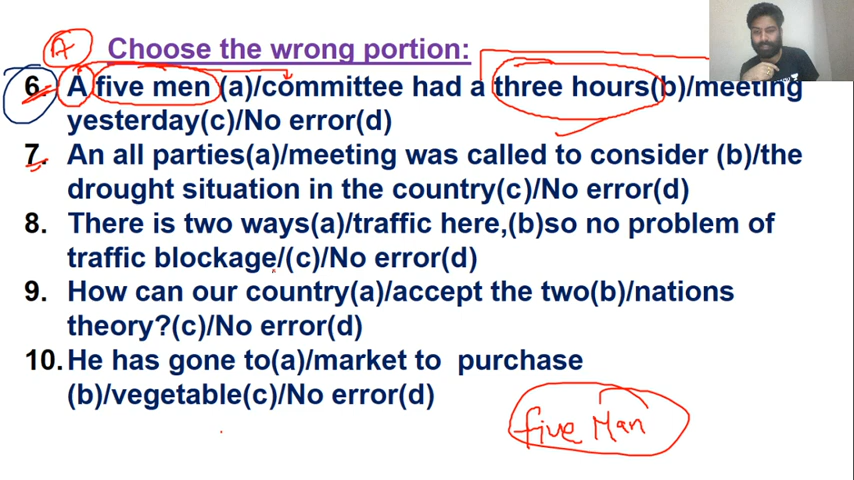 A
Choose the wrong portion:
6. A five men (a)/committee had a three hours(b)/meeting
yesterday(c)/No error(d)
7. An all parties(a)/meeting was called to consider (b)/the
drought situation in the country(c)/No error(d)
8. There is two ways(a)/traffic here,(b)so no problem of
traffic blockage/(c)/No error(d)
9. How can our country(a)/accept the two(b)/nations
theory?(c)/No error(d)
10. He has gone to(a)/market to purchase
(b)/vegetable(c)/No error(d)
five Man